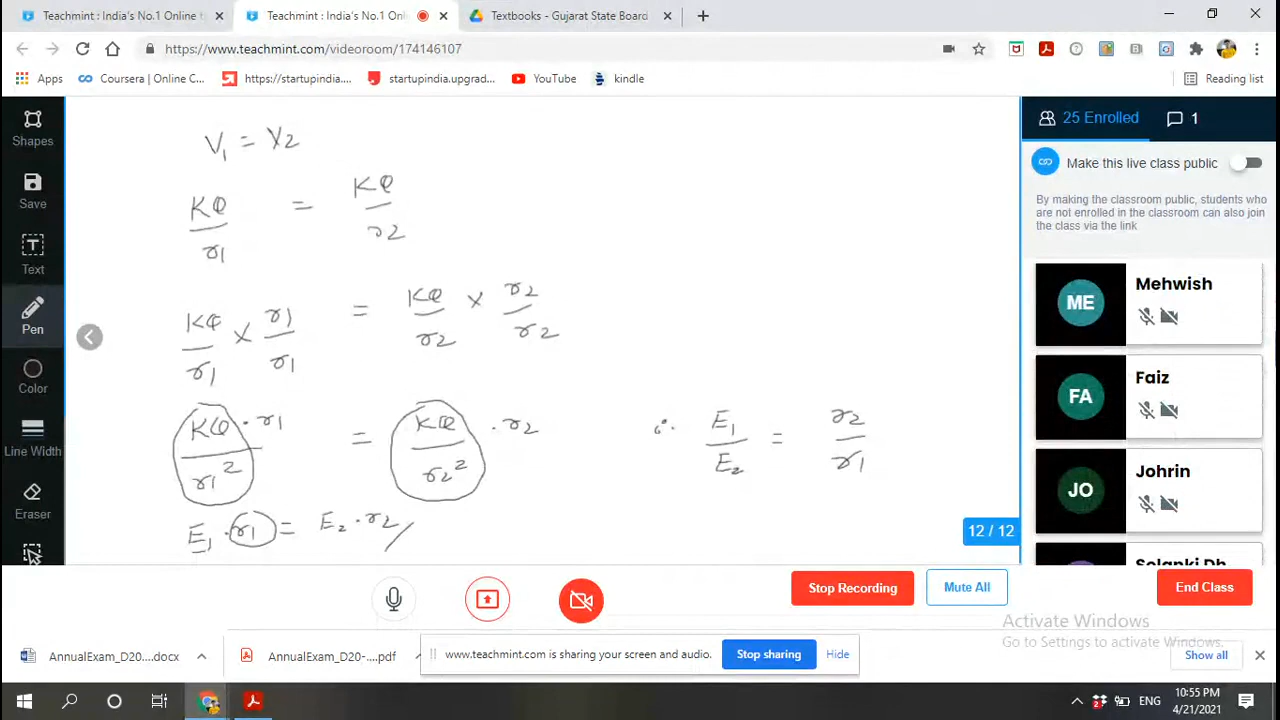 Teachmint : India's No.1 Online t
Teachmint : India's No.1 Onl
Textbooks - Gujarat State Board
https://www.teachmint.com/videoroom/174146107
Apps
Coursera | Online C...
https://startupindia....
startupindia.upgrad...
YouTube
kindle
Reading list
Shapes
Save
Text
Pen
Color
Line Width
Eraser
V₁ = V₂
KQ/r₁ = KQ/r₂
KQ/r₁ × r₁/r₁ = KQ/r₂ × r₂/r₂
KQ/r₁² · r₁ = KQ/r₂² · r₂ ∴ E₁/E₂ = r₂/r₁
E₁ · r₁ = E₂ · r₂ /
12 / 12
25 Enrolled
1
Make this live class public
By making the classroom public, students who
are not enrolled in the classroom can also join
the class via the link
ME
Mehwish
FA
Faiz
JO
Johrin
Solanki Dh
Stop Recording
Mute All
End Class
Activate Windows
Go to Settings to activate Windows.
AnnualExam_D20....docx
AnnualExam_D20-....pdf
www.teachmint.com is sharing your screen and audio.
Stop sharing
Hide
Show all
ENG
10:55 PM
4/21/2021